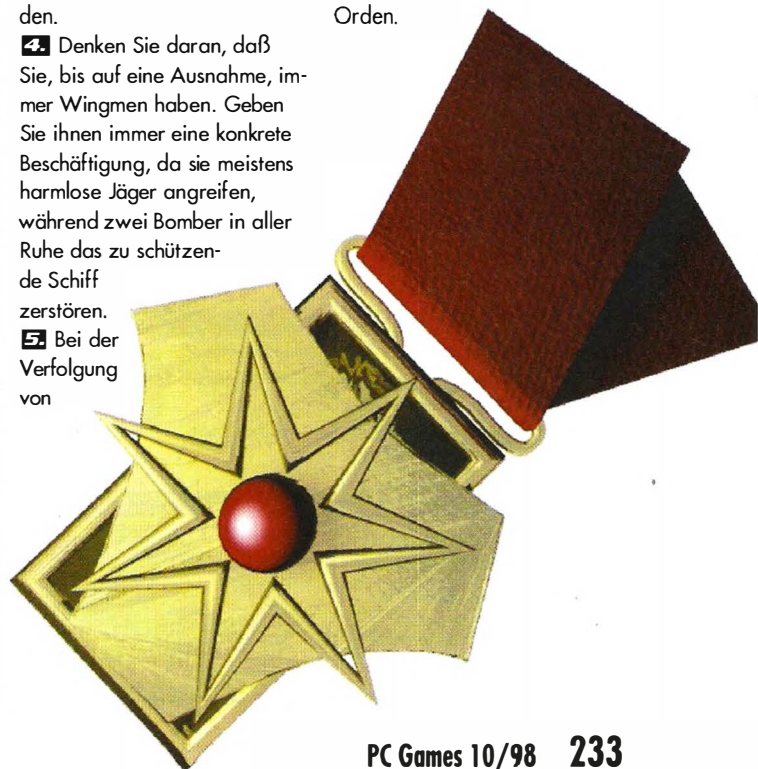 den.
4. Denken Sie daran, daß
Sie, bis auf eine Ausnahme, im-
mer Wingmen haben. Geben
Sie ihnen immer eine konkrete
Beschäftigung, da sie meistens
harmlose Jäger angreifen,
während zwei Bomber in aller
Ruhe das zu schützen-
de Schiff
zerstören.
5. Bei der
Verfolgung
von
Orden.
PC Games 10/98 233